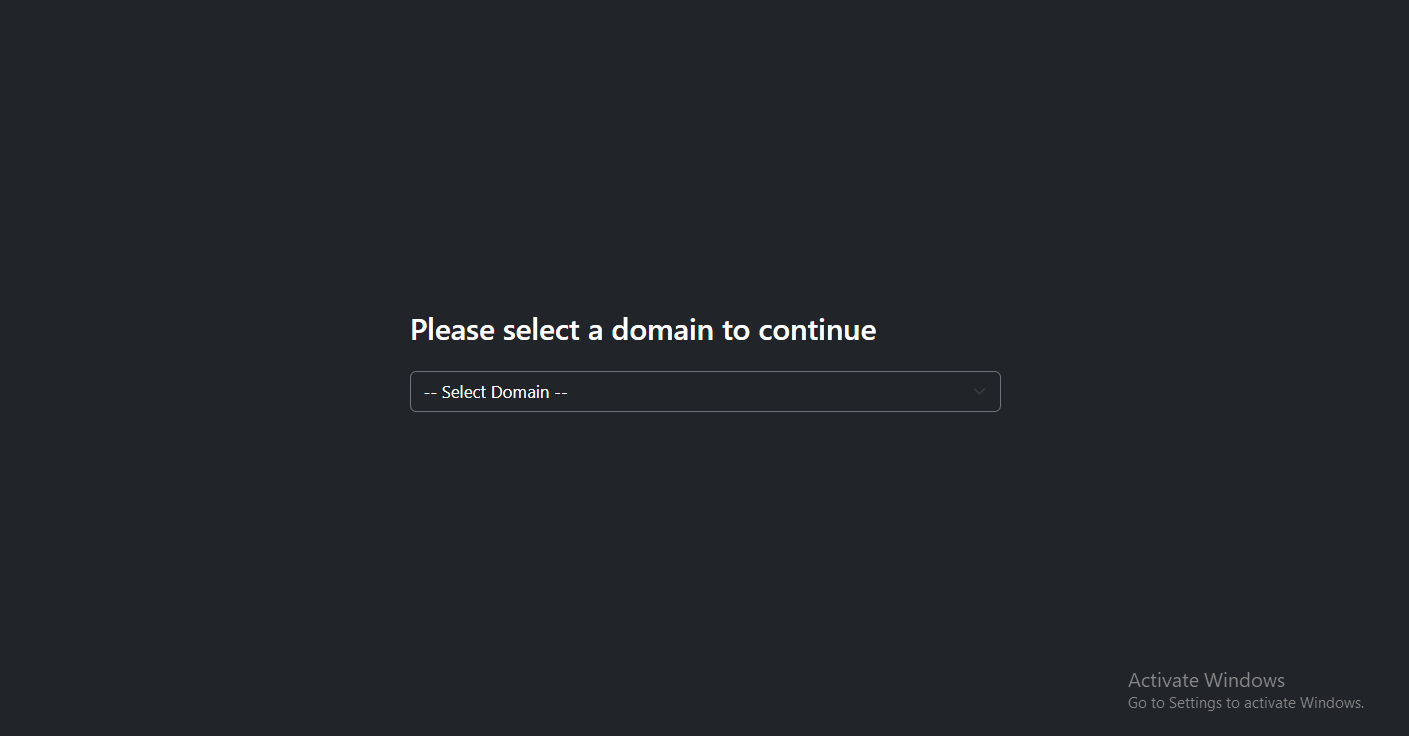 Please select a domain to continue
-- Select Domain --
Activate Windows
Go to Settings to activate Windows.